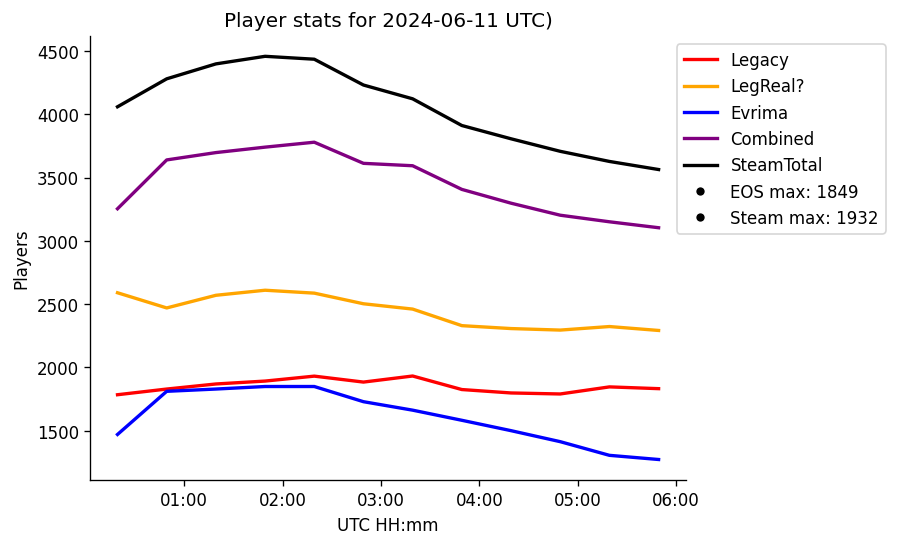 Player stats for 2024-06-11 UTC)
4500
4000
3500
3000
2500
2000
1500
Players
01:00 02:00 03:00 04:00 05:00 06:00
UTC HH:mm
Legacy
LegReal?
Evrima
Combined
SteamTotal
EOS max: 1849
Steam max: 1932